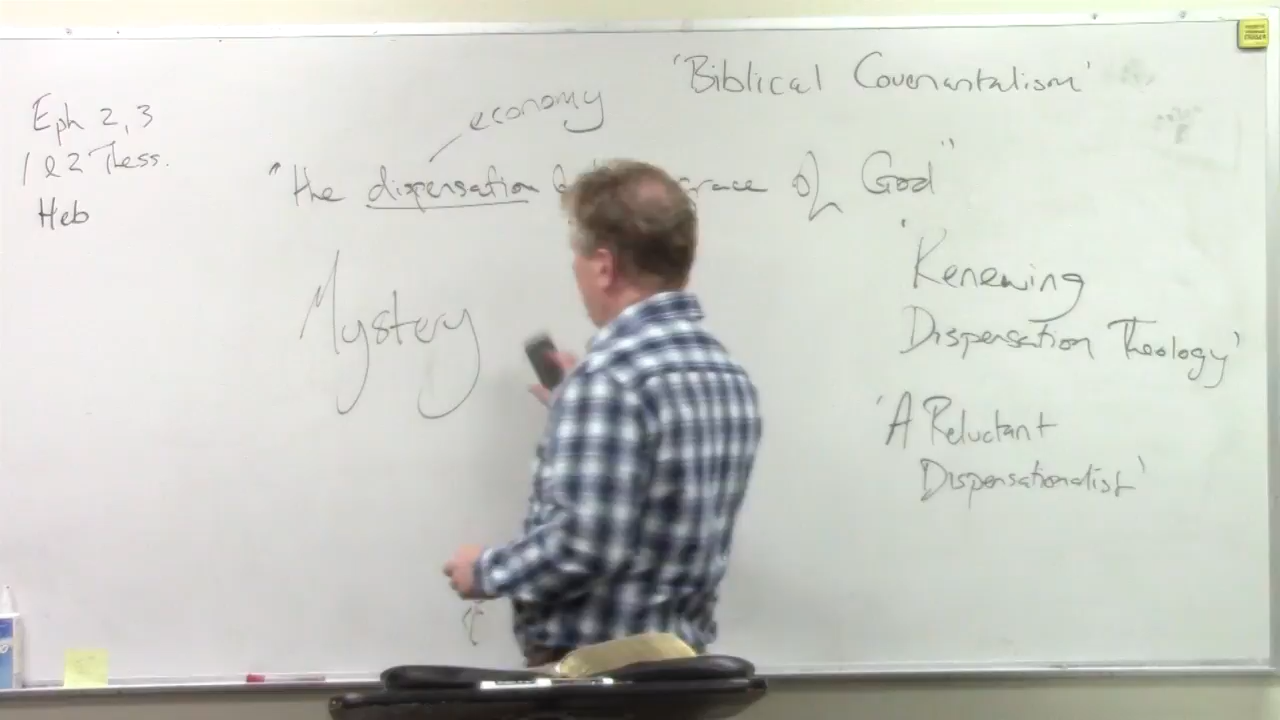 'Biblical Covenantalism'
Eph 2, 3
economy
1 & 2 Thess.
"the dispensation grace of God"
Heb
'Renewing
Mystery
Dispensation Theology'
'A Reluctant
Dispensationalist'